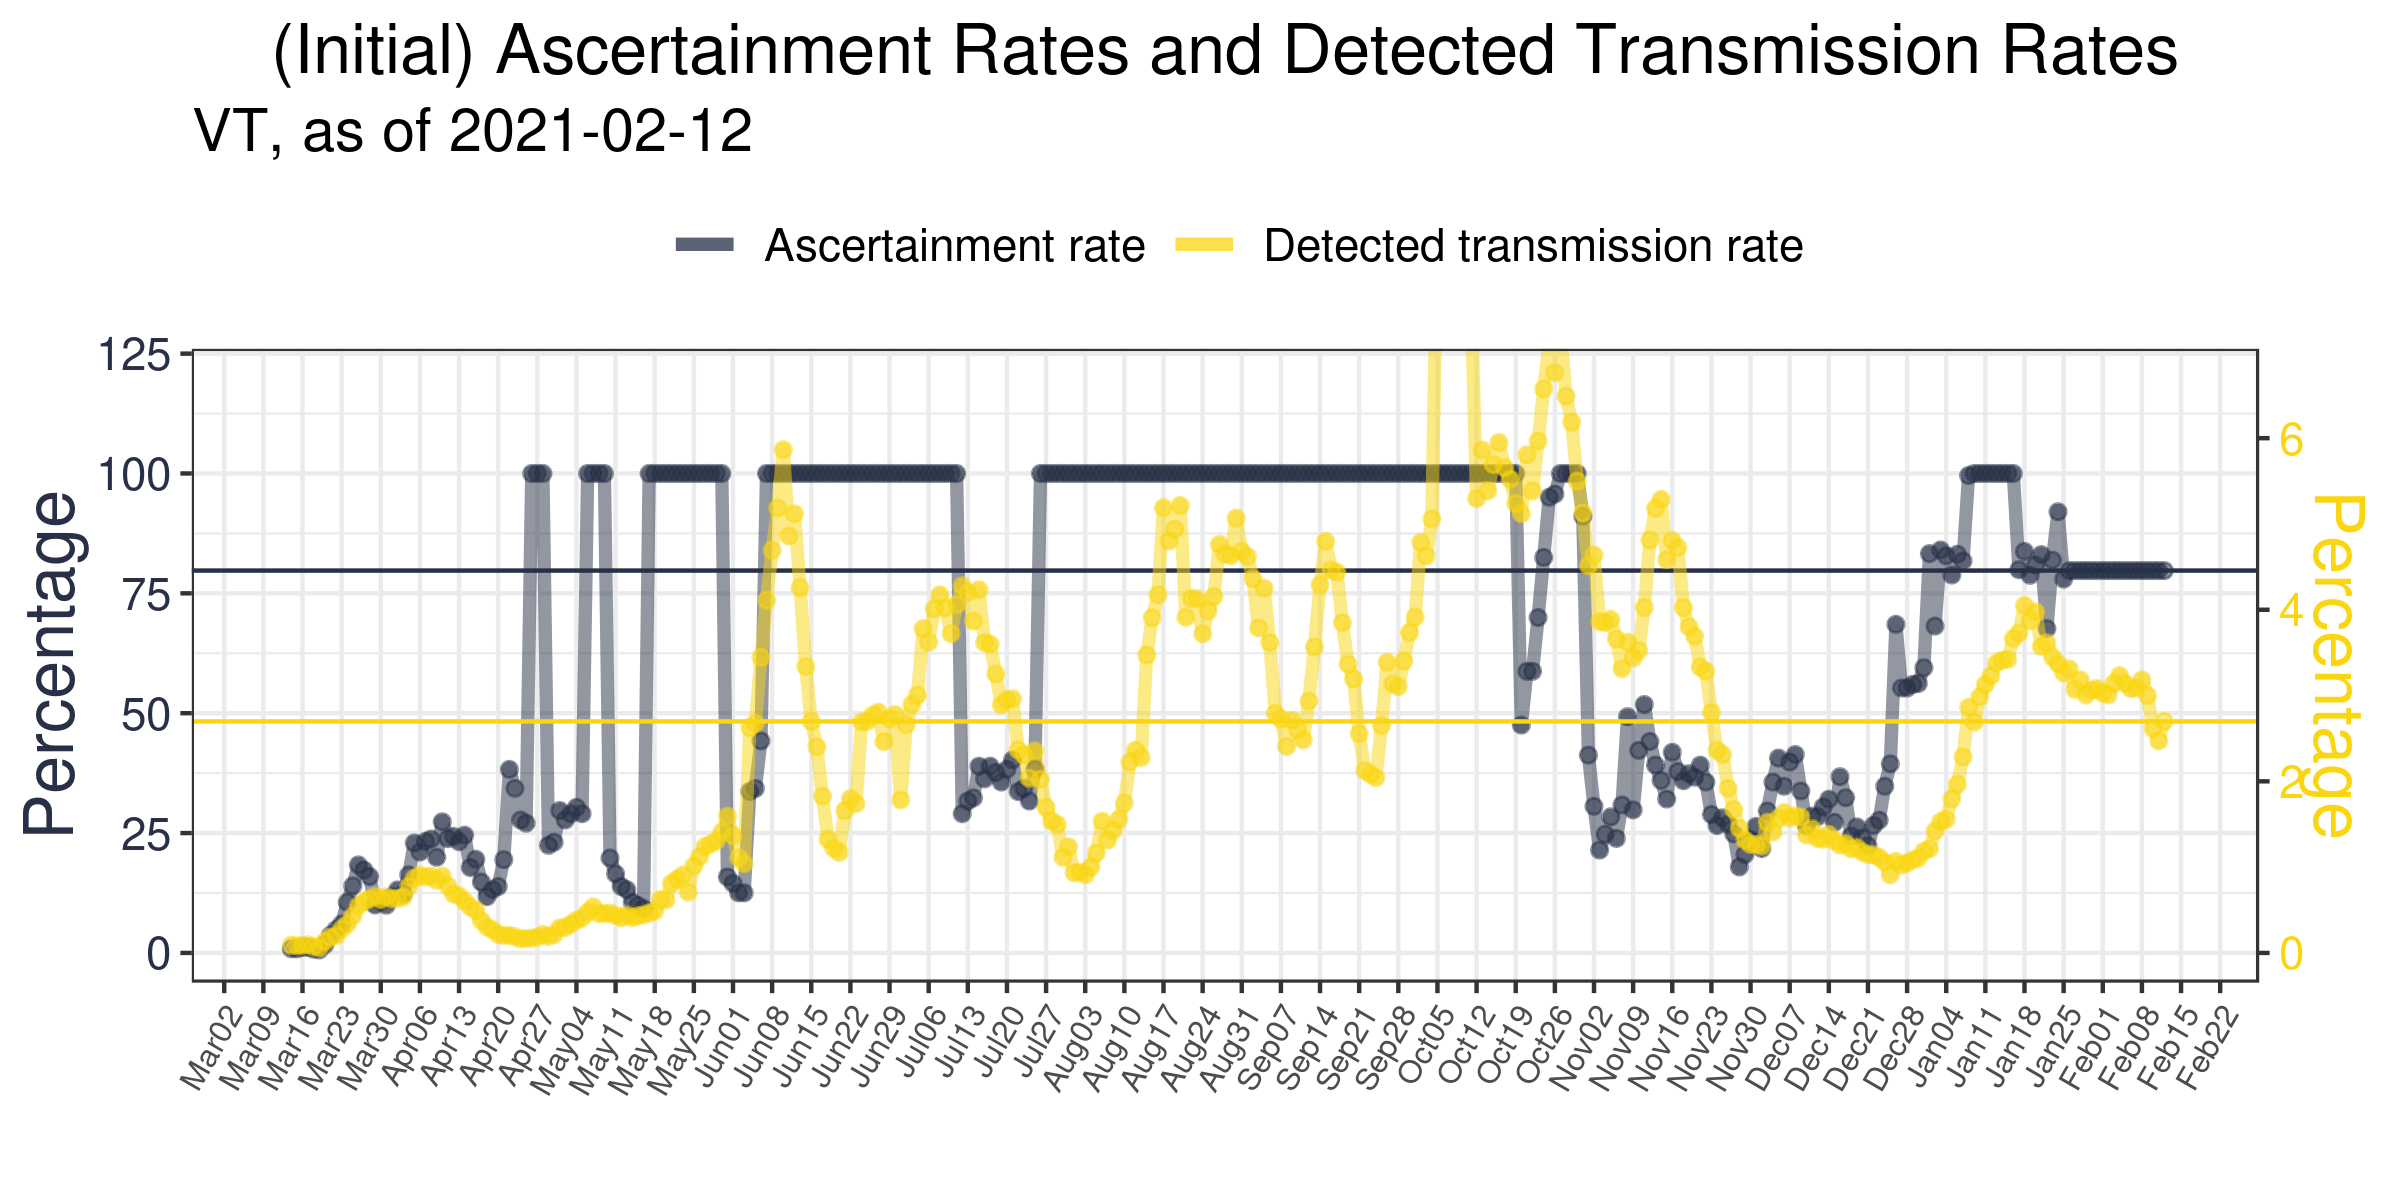 (Initial) Ascertainment Rates and Detected Transmission Rates
VT, as of 2021-02-12
Ascertainment rate
Detected transmission rate
125
100
75
50
25
0
Percentage
6
4
2
0
Percentage
Mar02
Mar09
Mar16
Mar23
Mar30
Apr06
Apr13
Apr20
Apr27
May04
May11
May18
May25
Jun01
Jun08
Jun15
Jun22
Jun29
Jul06
Jul13
Jul20
Jul27
Aug03
Aug10
Aug17
Aug24
Aug31
Sep07
Sep14
Sep21
Sep28
Oct05
Oct12
Oct19
Oct26
Nov02
Nov09
Nov16
Nov23
Nov30
Dec07
Dec14
Dec21
Dec28
Jan04
Jan11
Jan18
Jan25
Feb01
Feb08
Feb15
Feb22